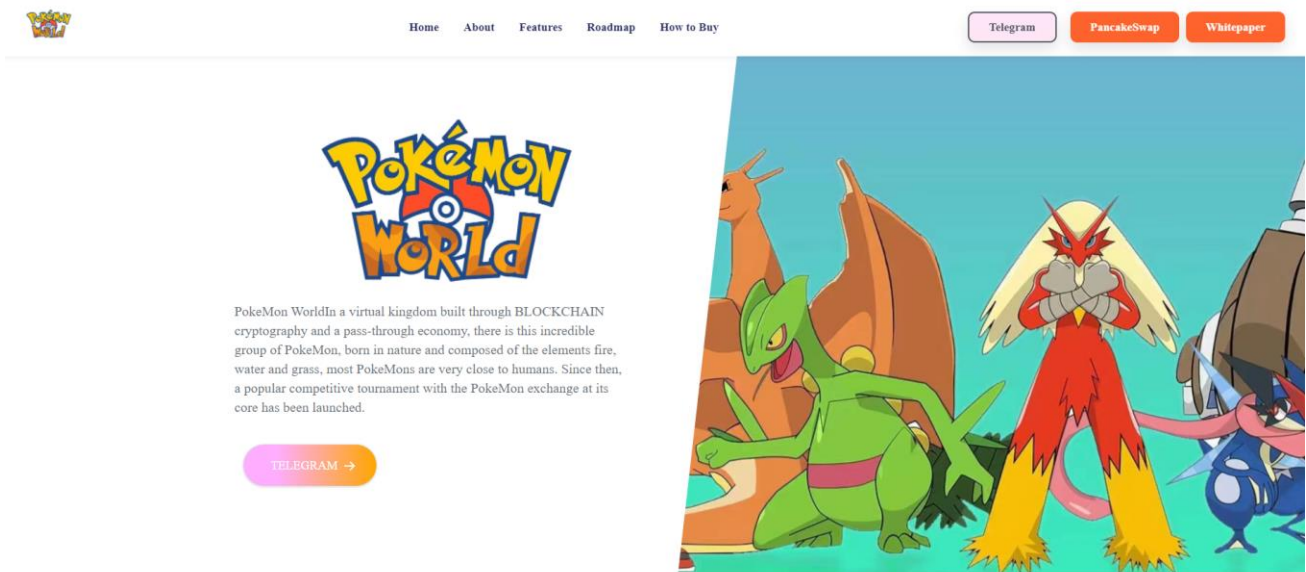 Pokémon World
Home About Features Roadmap How to Buy
Telegram PancakeSwap Whitepaper
Pokémon
World
PokeMon WorldIn a virtual kingdom built through BLOCKCHAIN
cryptography and a pass-through economy, there is this incredible
group of PokeMon, born in nature and composed of the elements fire,
water and grass, most PokeMons are very close to humans. Since then,
a popular competitive tournament with the PokeMon exchange at its
core has been launched.
TELEGRAM →